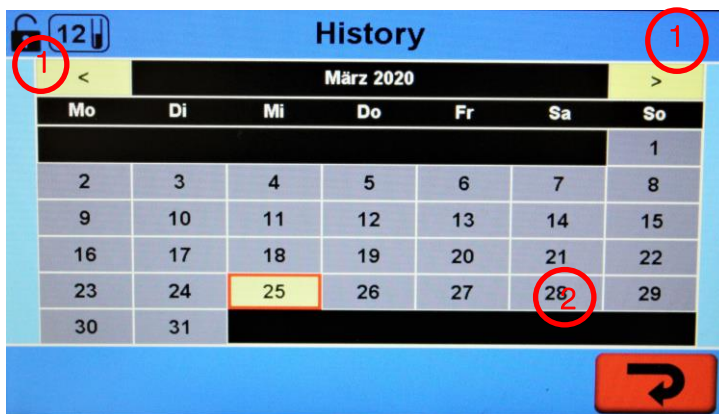 12 History 1
1
< März 2020 >
Mo Di Mi Do Fr Sa So
1
2 3 4 5 6 7 8
9 10 11 12 13 14 15
16 17 18 19 20 21 22
23 24 25 26 27 28 29
2
30 31